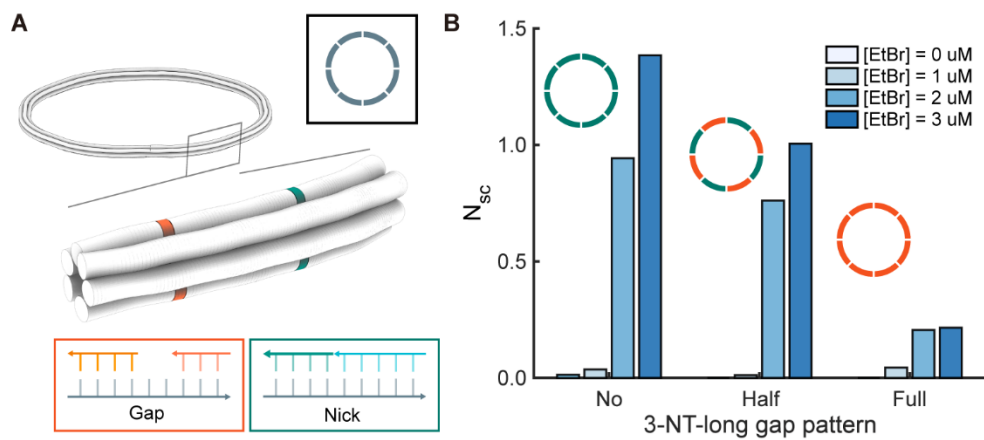 A
Gap
Nick
B
1.5
1.0
0.5
0.0
N_sc
[EtBr] = 0 uM
[EtBr] = 1 uM
[EtBr] = 2 uM
[EtBr] = 3 uM
No
Half
Full
3-NT-long gap pattern